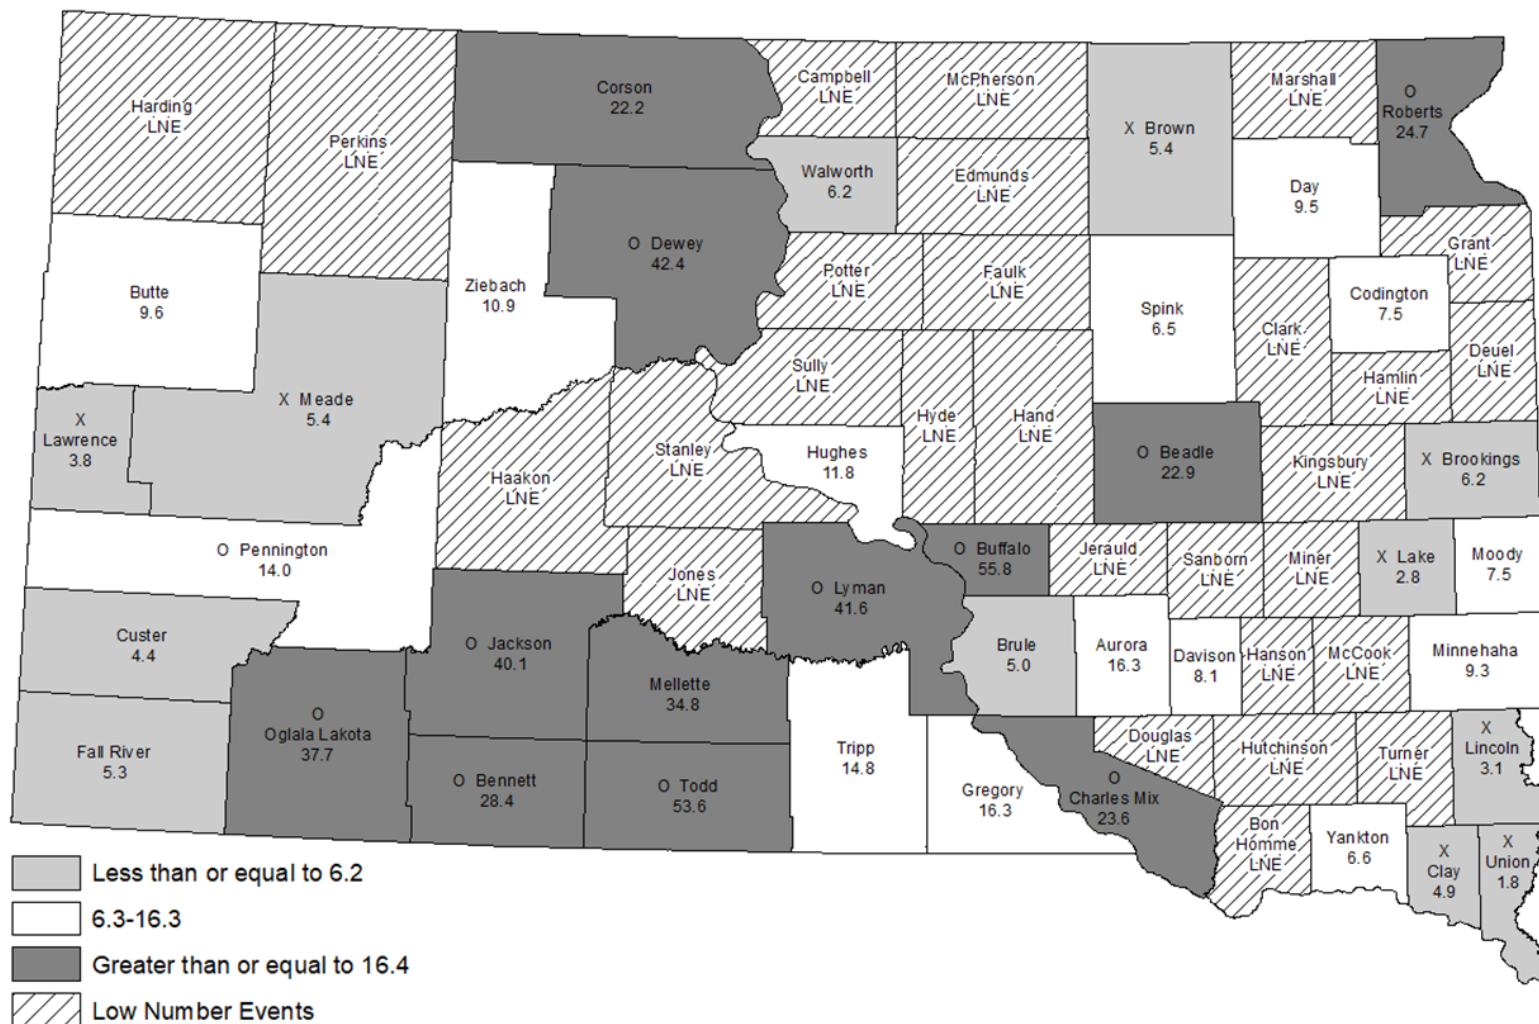 Harding
LNE
Perkins
LNE
Corson
22.2
Campbell
LNE
McPherson
LNE
X Brown
5.4
Marshall
LNE
O
Roberts
24.7
Walworth
6.2
Edmunds
LNE
Day
9.5
Butte
9.6
Ziebach
10.9
O Dewey
42.4
Potter
LNE
Faulk
LNE
Spink
6.5
Grant
LNE
Codington
7.5
Clark
LNE
Deuel
LNE
Hamlin
LNE
X Meade
5.4
X
Lawrence
3.8
Sully
LNE
Hyde
LNE
Hand
LNE
Hughes
11.8
Stanley
LNE
Haakon
LNE
O Beadle
22.9
Kingsbury
LNE
X Brookings
6.2
O Pennington
14.0
Jones
LNE
O Lyman
41.6
O Buffalo
55.8
Jerauld
LNE
Sanborn
LNE
Miner
LNE
X Lake
2.8
Moody
7.5
Custer
4.4
O Jackson
40.1
Mellette
34.8
Brule
5.0
Aurora
16.3
Davison
8.1
Hanson
LNE
McCook
LNE
Minnehaha
9.3
Fall River
5.3
O
Oglala Lakota
37.7
O Bennett
28.4
O Todd
53.6
Tripp
14.8
Gregory
16.3
O
Charles Mix
23.6
Douglas
LNE
Hutchinson
LNE
Turner
LNE
X
Lincoln
3.1
Bon
Homme
LNE
Yankton
6.6
X
Clay
4.9
X
Union
1.8
Less than or equal to 6.2
6.3-16.3
Greater than or equal to 16.4
Low Number Events